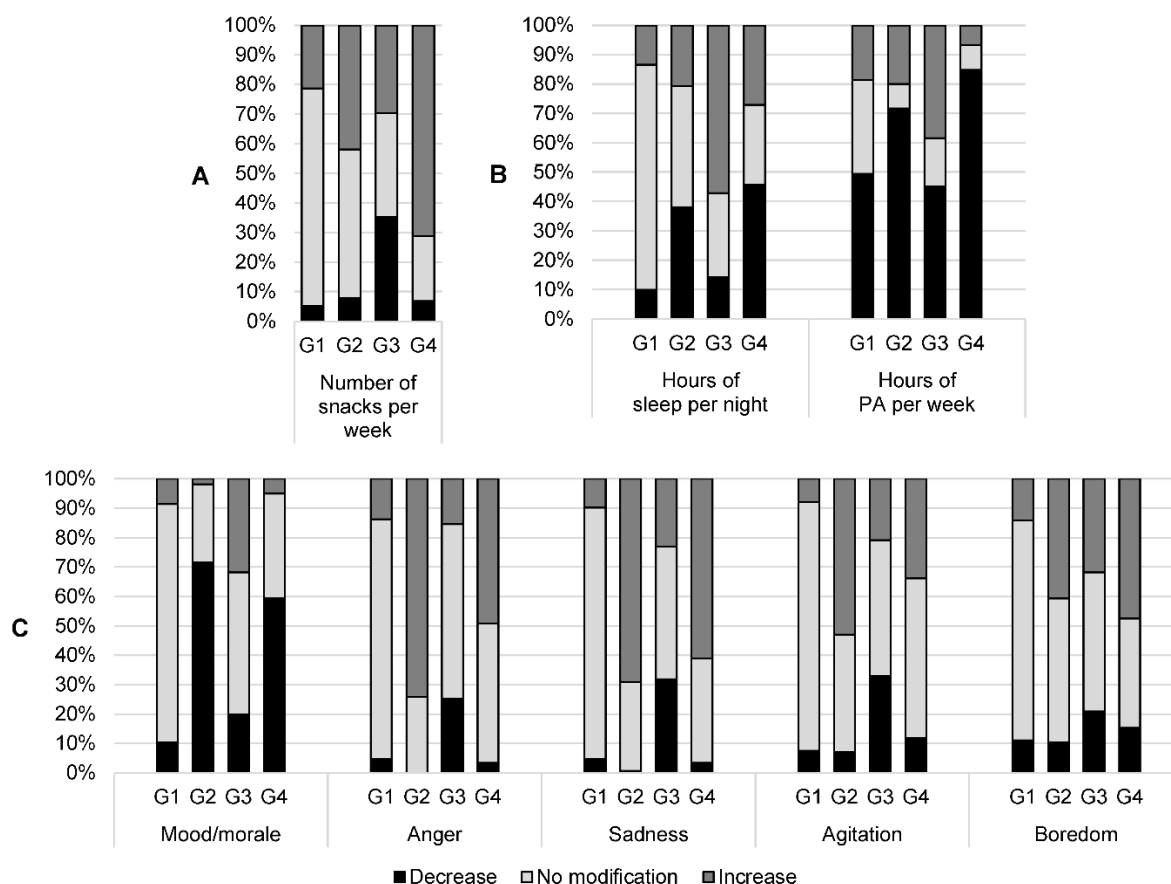 A
100%
90%
80%
70%
60%
50%
40%
30%
20%
10%
0%
G1 G2 G3 G4
Number of
snacks per
week
B
100%
90%
80%
70%
60%
50%
40%
30%
20%
10%
0%
G1 G2 G3 G4 G1 G2 G3 G4
Hours of
sleep per night
Hours of
PA per week
C
100%
90%
80%
70%
60%
50%
40%
30%
20%
10%
0%
G1 G2 G3 G4 G1 G2 G3 G4 G1 G2 G3 G4 G1 G2 G3 G4 G1 G2 G3 G4
Mood/morale Anger Sadness Agitation Boredom
Decrease No modification Increase